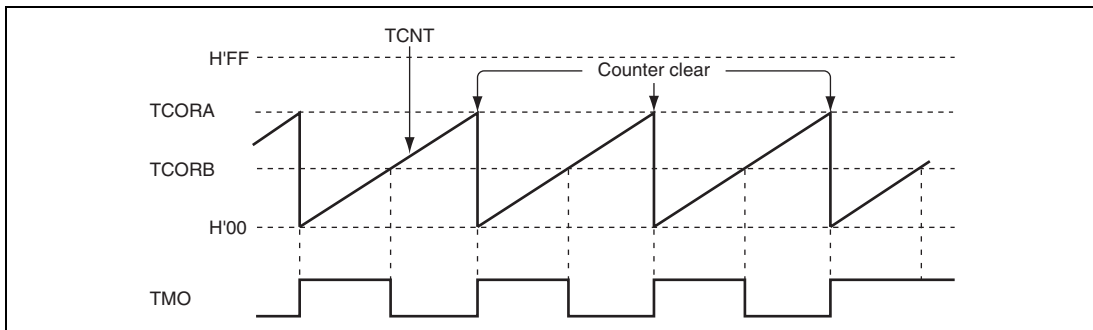 TCNT
H'FF
Counter clear
TCORA
TCORB
H'00
TMO